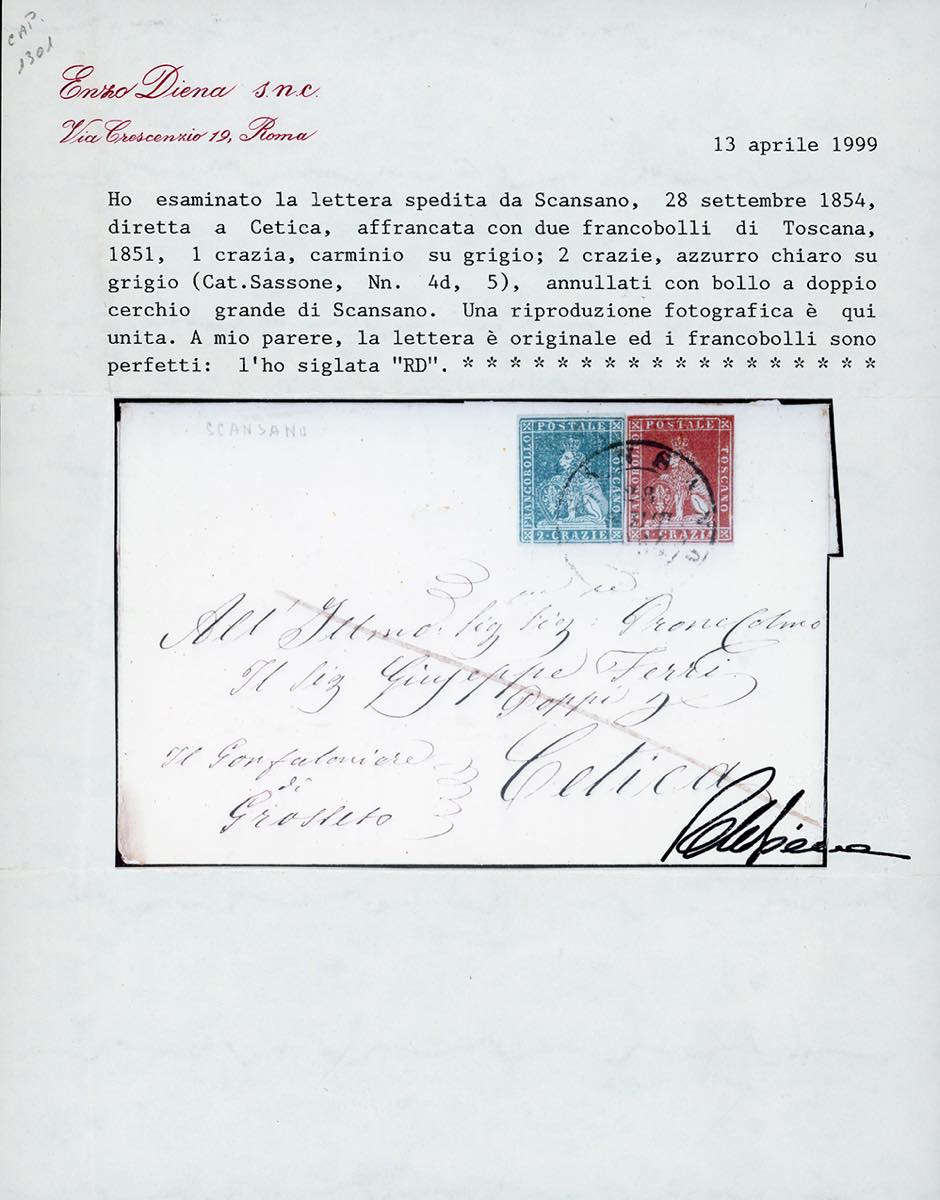 CAP.
1301
Enzo Diena s.n.c.
Via Crescenzio 19, Roma
13 aprile 1999
Ho esaminato la lettera spedita da Scansano, 28 settembre 1854,
diretta a Cetica, affrancata con due francobolli di Toscana,
1851, 1 crazia, carminio su grigio; 2 crazie, azzurro chiaro su
grigio (Cat.Sassone, Nn. 4d, 5), annullati con bollo a doppio
cerchio grande di Scansano. Una riproduzione fotografica è qui
unita. A mio parere, la lettera è originale ed i francobolli sono
perfetti: l'ho siglata "RD". * * * * * * * * * * * * * * * * * *
SCANSANO
POSTALE
FRANCOBOLLO
TOSCANO
2·CRAZIE
POSTALE
FRANCOBOLLO
TOSCANO
1·CRAZIA
All' Illmo: Sig Sig: Prone Colmo
Il Sig Giuseppe Ferri
Poppi
Cetica
Il Gonfaloniere
di
Grosseto